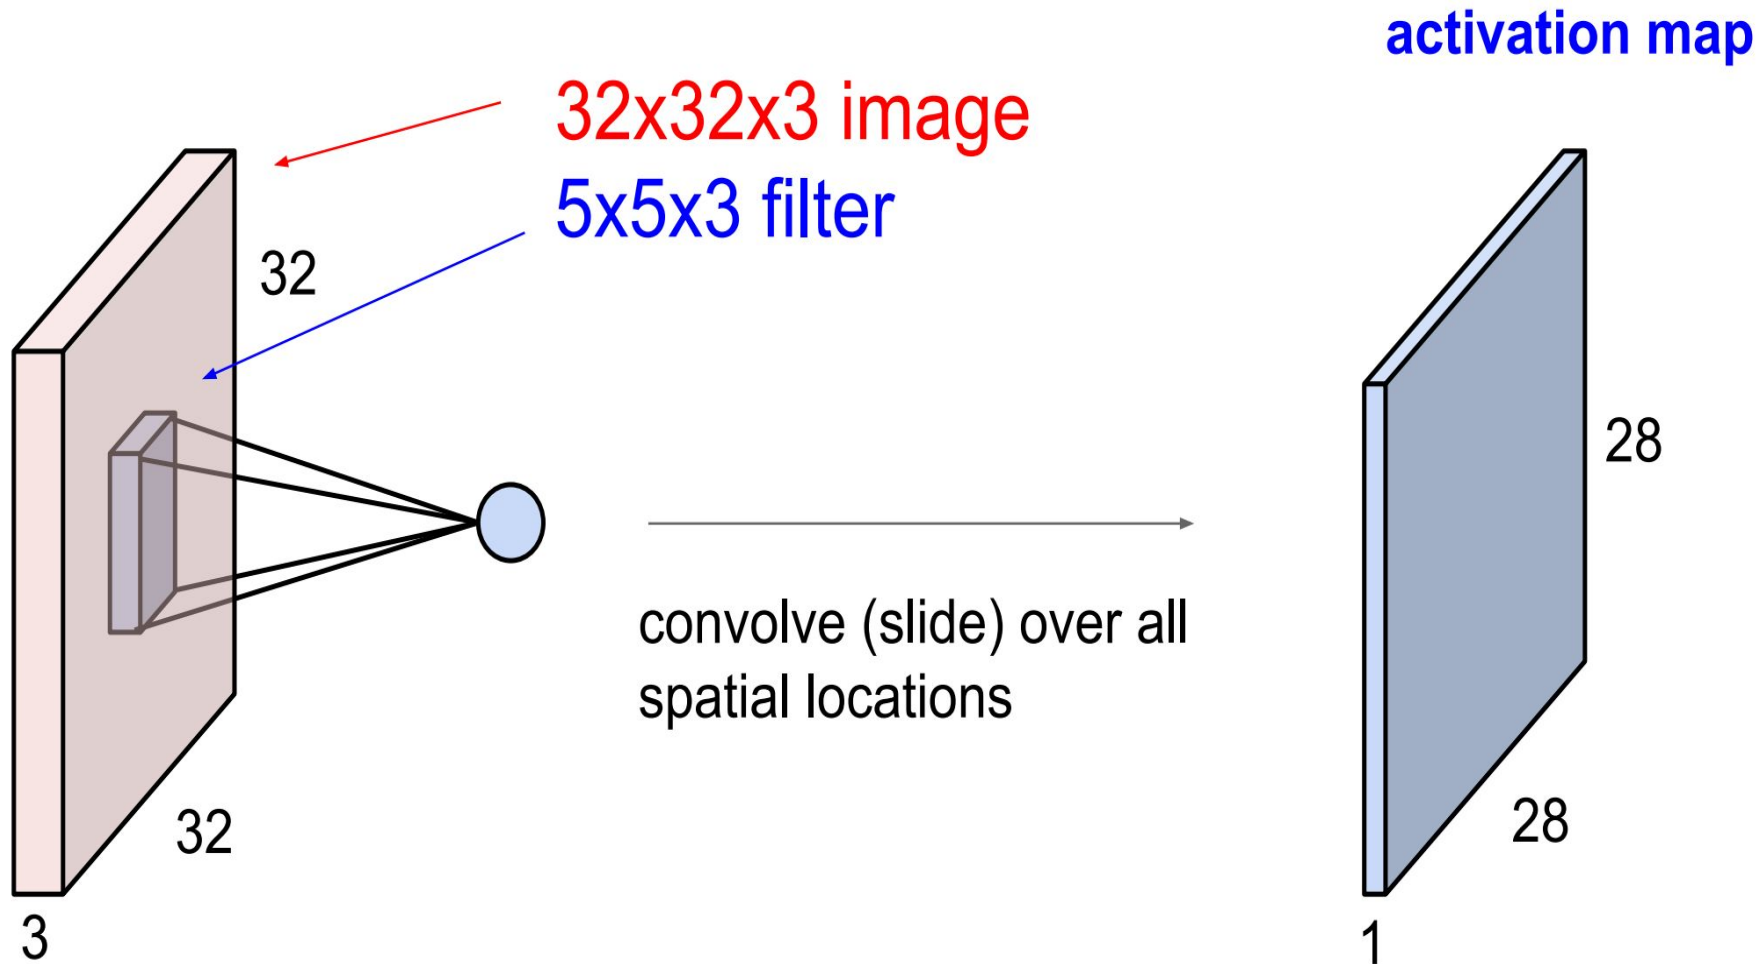 activation map
32x32x3 image
5x5x3 filter
32
32
3
convolve (slide) over all
spatial locations
28
28
1